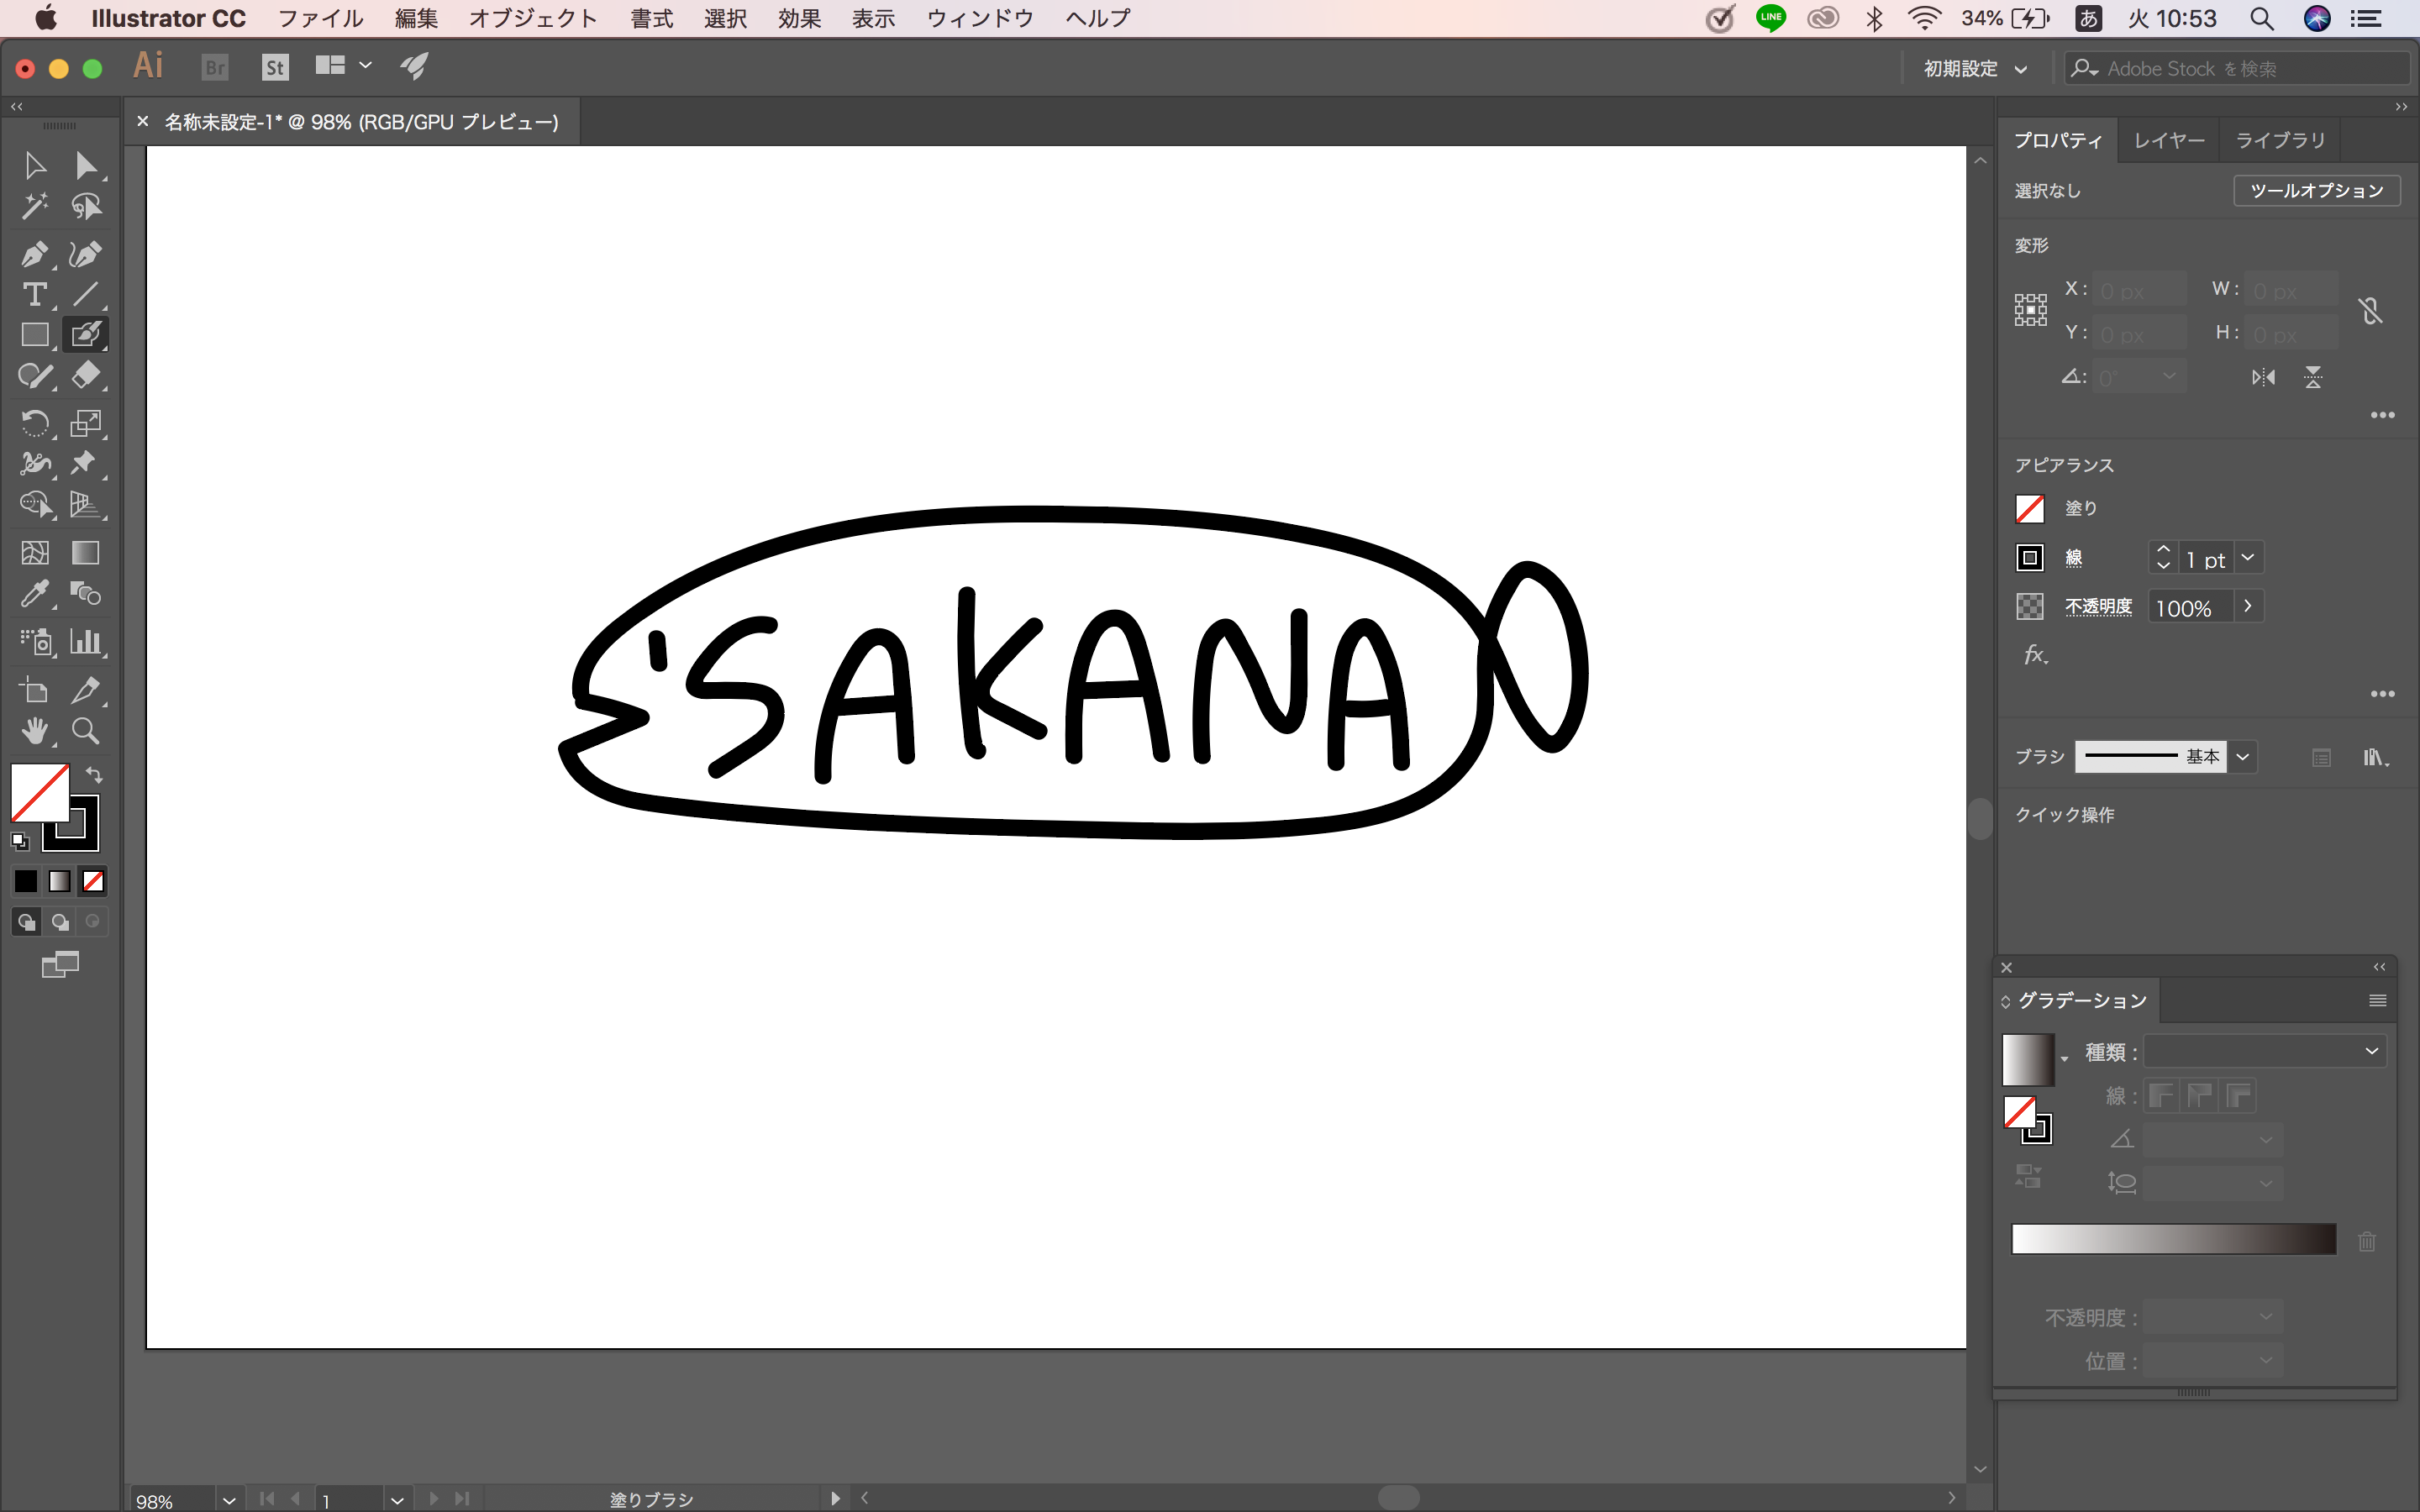 Illustrator CC ファイル 編集 オブジェクト 書式 選択 効果 表示 ウィンドウ ヘルプ LINE 34% あ 火 10:53
Ai Br St 初期設定 Adobe Stock を検索
× 名称未設定-1* @ 98% (RGB/GPU プレビュー)
プロパティ レイヤー ライブラリ
選択なし ツールオプション
変形
X : 0 px W : 0 px
Y : 0 px H : 0 px
: 0°
アピアランス
塗り
線 1 pt
不透明度 100%
fx
ブラシ 基本
クイック操作
SAKANA
グラデーション
種類 :
線 :
不透明度 :
位置 :
98% 1 塗りブラシ